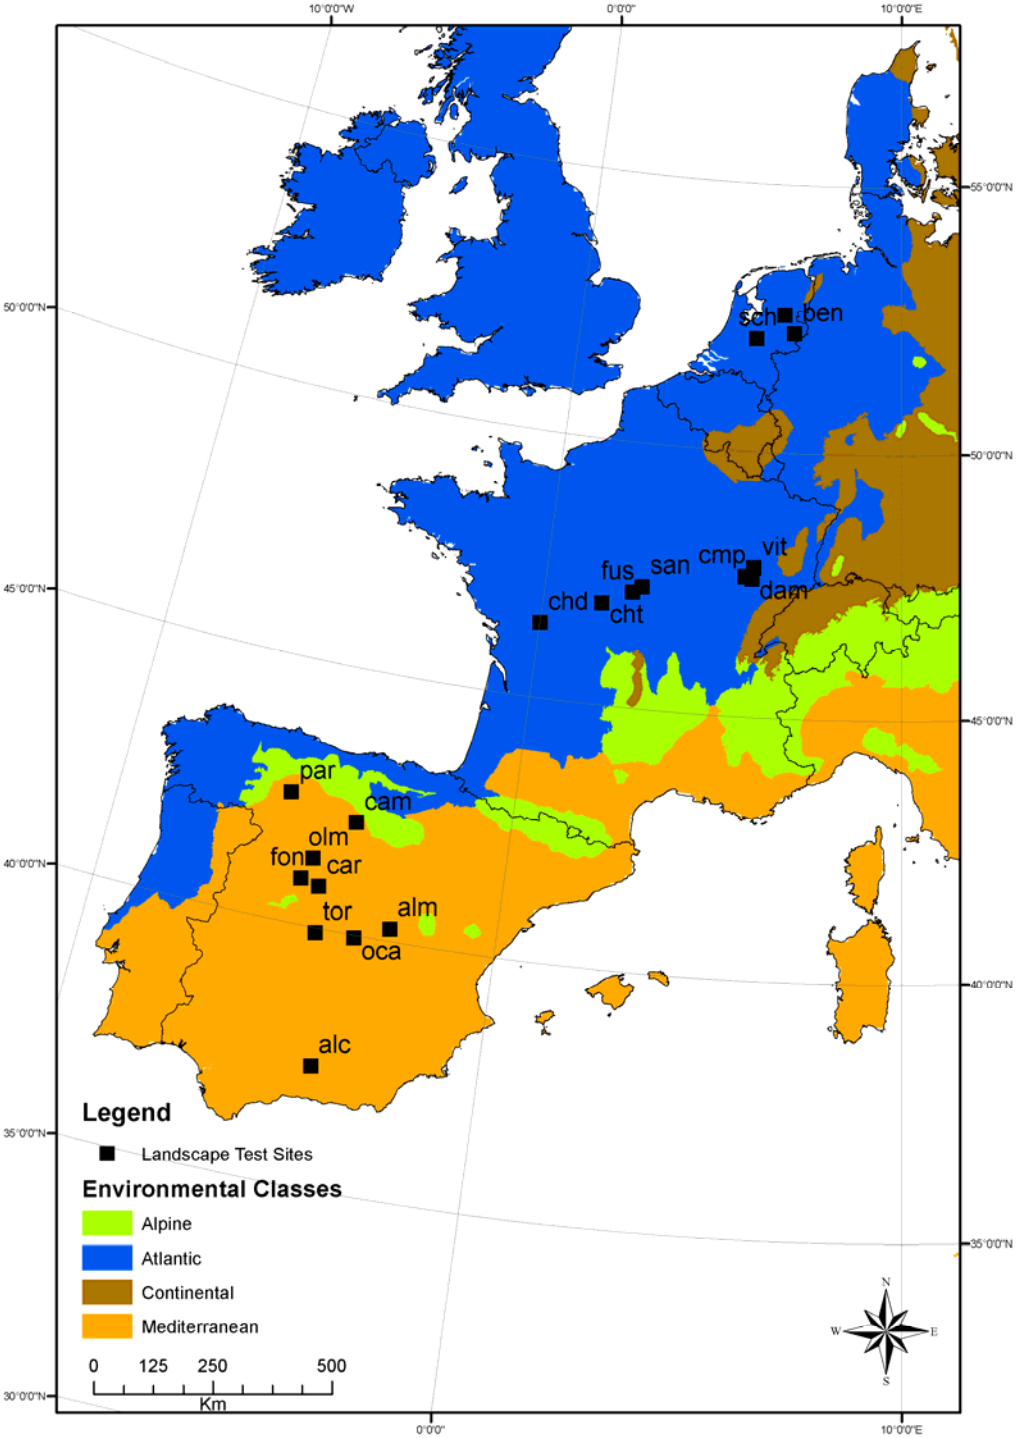 10°0'0"W 0°0'0" 10°0'0"E
55°0'0"N
50°0'0"N
sch ben
50°0'0"N
vit
cmp
san
fus
dam
45°0'0"N
chd
cht
45°0'0"N
par
cam
olm
fon
car
40°0'0"N
alm
tor
oca
40°0'0"N
alc
Legend
35°0'0"N
Landscape Test Sites
Environmental Classes
Alpine
35°0'0"N
Atlantic
Continental
N
Mediterranean
W E
0 125 250 500
S
30°0'0"N
Km
0°0'0" 10°0'0"E